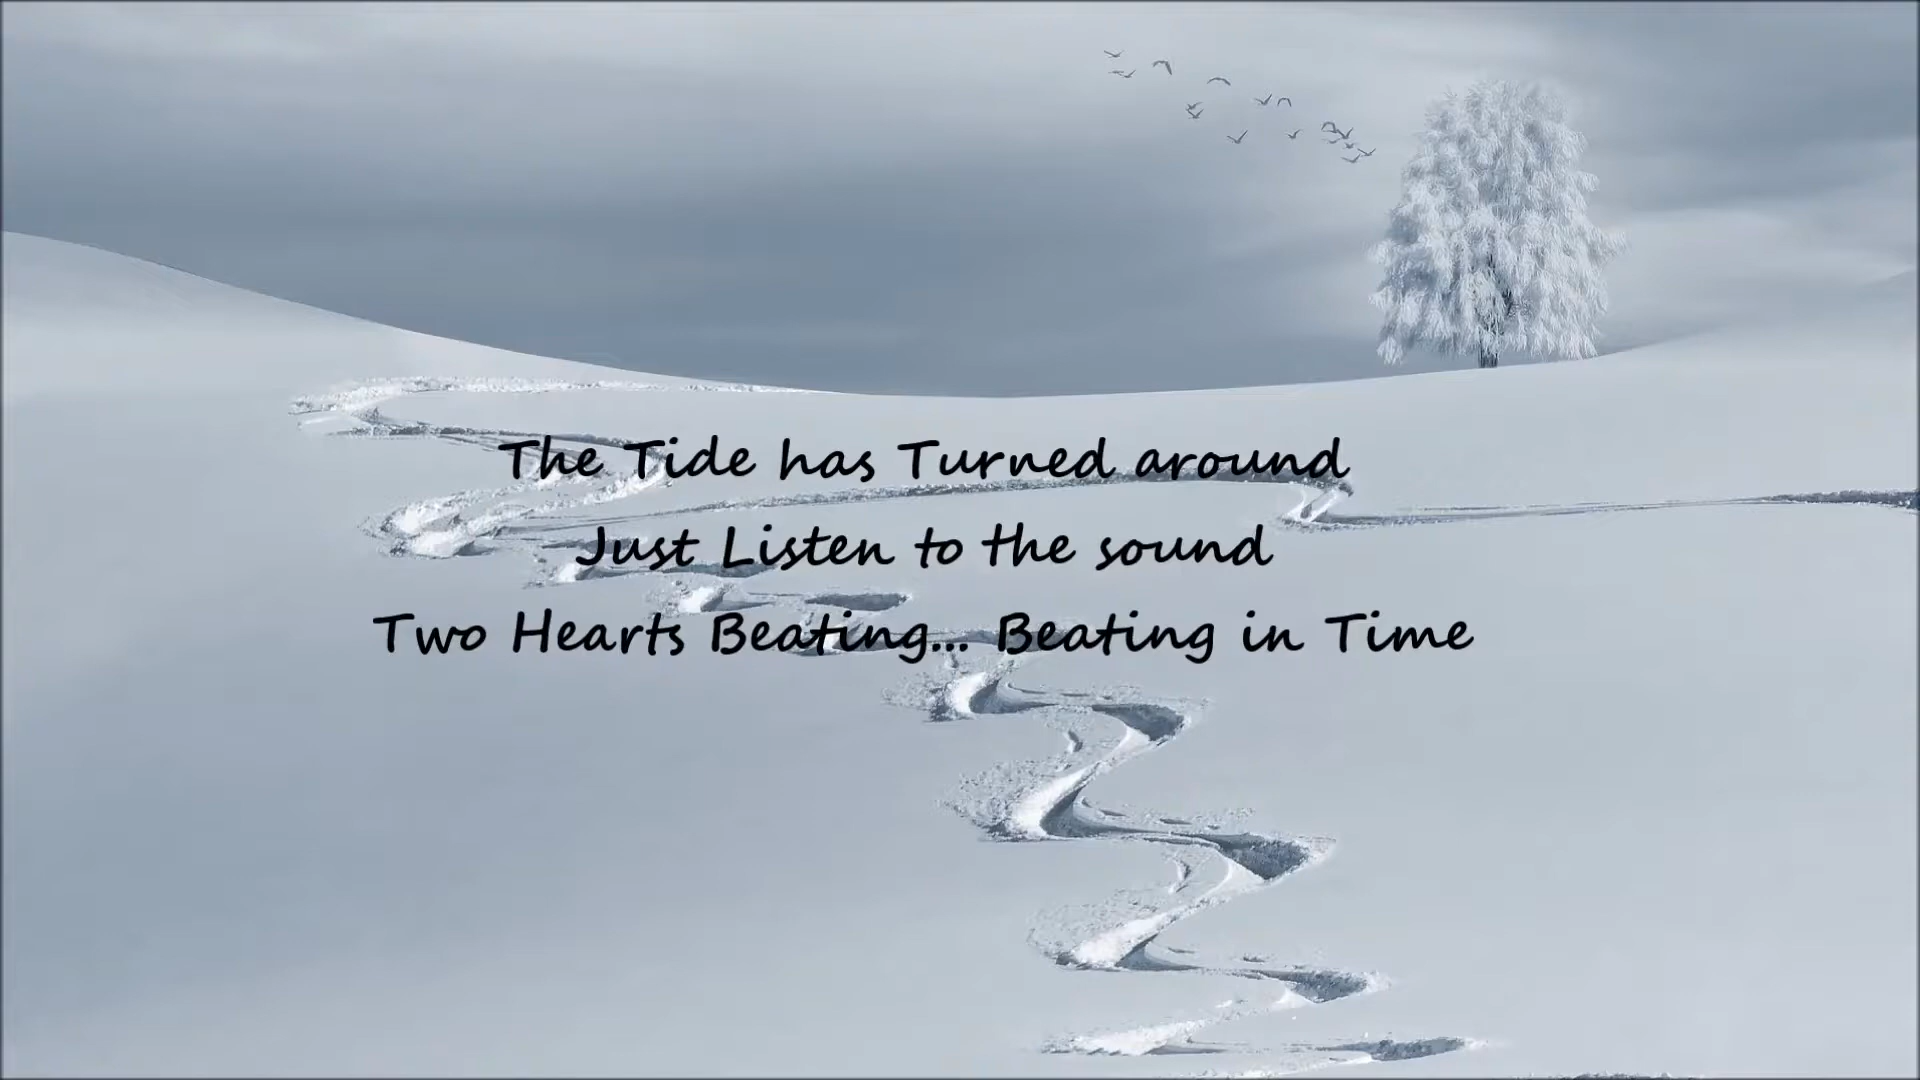 The Tide has Turned around
Just Listen to the sound
Two Hearts Beating... Beating in Time